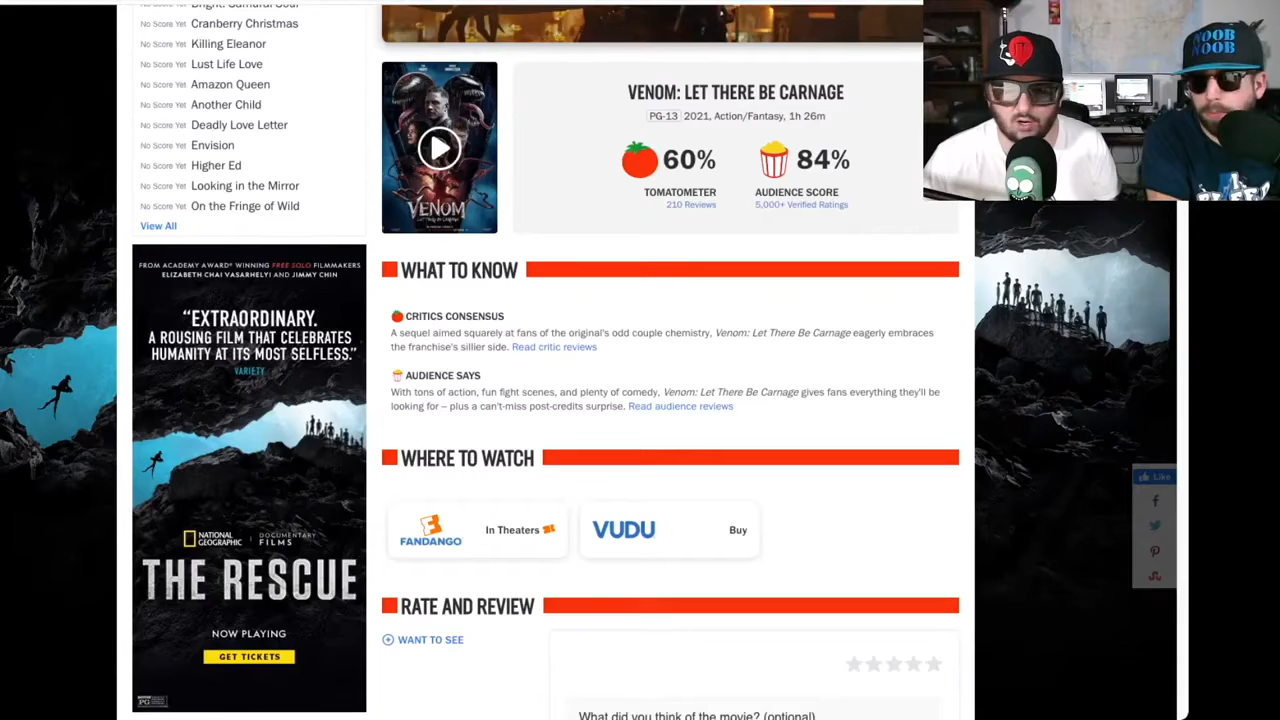 Bright: Samurai Soul
No Score Yet Cranberry Christmas
No Score Yet Killing Eleanor
No Score Yet Lust Life Love
No Score Yet Amazon Queen
No Score Yet Another Child
No Score Yet Deadly Love Letter
No Score Yet Envision
No Score Yet Higher Ed
No Score Yet Looking in the Mirror
No Score Yet On the Fringe of Wild
View All
FROM ACADEMY AWARD® WINNING FREE SOLO FILMMAKERS
ELIZABETH CHAI VASARHELYI AND JIMMY CHIN
“EXTRAORDINARY.
A ROUSING FILM THAT CELEBRATES
HUMANITY AT ITS MOST SELFLESS.”
VARIETY
NATIONAL GEOGRAPHIC
DOCUMENTARY FILMS
THE RESCUE
NOW PLAYING
GET TICKETS
PG
VENOM
VENOM: LET THERE BE CARNAGE
PG-13 2021, Action/Fantasy, 1h 26m
60% 84%
TOMATOMETER AUDIENCE SCORE
210 Reviews 5,000+ Verified Ratings
WHAT TO KNOW
CRITICS CONSENSUS
A sequel aimed squarely at fans of the original's odd couple chemistry, Venom: Let There Be Carnage eagerly embraces
the franchise's sillier side. Read critic reviews
AUDIENCE SAYS
With tons of action, fun fight scenes, and plenty of comedy, Venom: Let There Be Carnage gives fans everything they'll be
looking for – plus a can't-miss post-credits surprise. Read audience reviews
WHERE TO WATCH
FANDANGO In Theaters
VUDU Buy
RATE AND REVIEW
WANT TO SEE
What did you think of the movie? (optional)
Like
IT
NOOB
NOOB